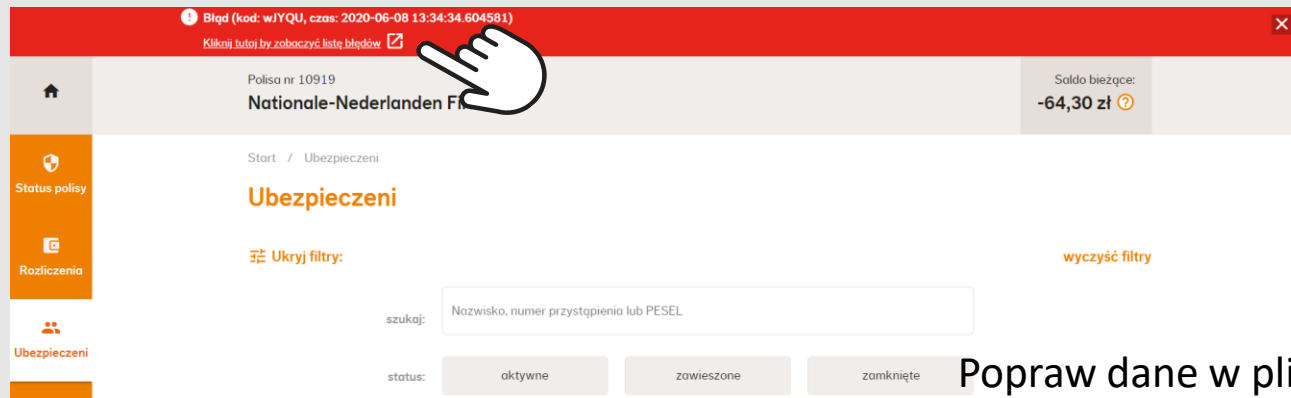 Błąd (kod: wJYQU, czas: 2020-06-08 13:34:34.604581)
Kliknij tutaj by zobaczyć listę błędów
Polisa nr 10919
Nationale-Nederlanden
Saldo bieżące:
-64,30 zł
Start / Ubezpieczeni
Status polisy
Ubezpieczeni
Rozliczenia
Ukryj filtry:
wyczyść filtry
szukaj:
Nazwisko, numer przystąpienia lub PESEL
Ubezpieczeni
status:
aktywne
zawieszone
zamknięte
Popraw dane w pli